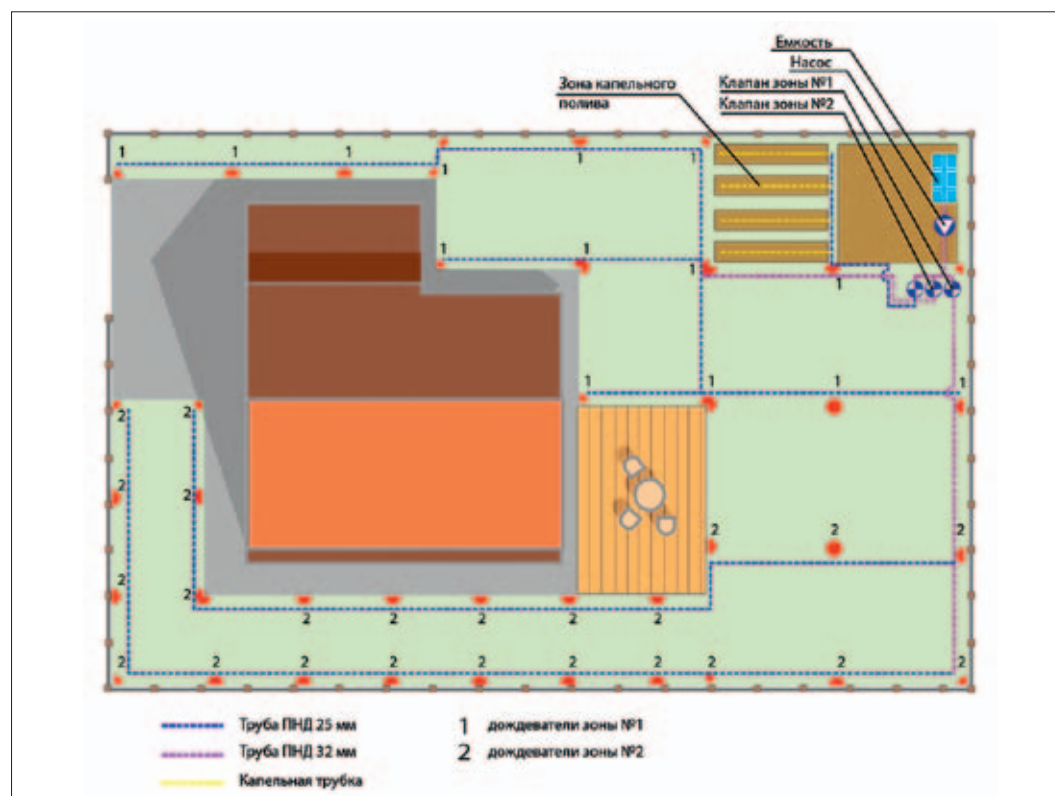 Емкость
Насос
Клапан зоны №1
Клапан зоны №2
Зона капельного
полива
1 1 1
1 1 1
1 1
1
1
1 1 1 1
2 2
2 2
2 2 2
2 2
2 2 2 2 2
2 2 2 2 2 2 2 2 2 2
Труба ПНД 25 мм
Труба ПНД 32 мм
Капельная трубка
1 дождеватели зоны №1
2 дождеватели зоны №2